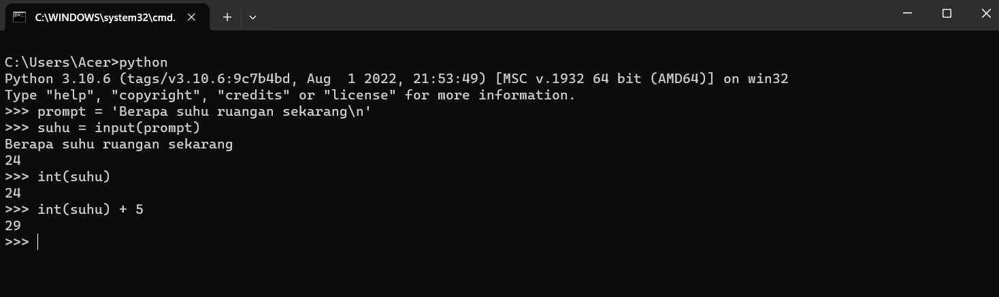 C:\WINDOWS\system32\cmd.
C:\Users\Acer>python
Python 3.10.6 (tags/v3.10.6:9c7b4bd, Aug  1 2022, 21:53:49) [MSC v.1932 64 bit (AMD64)] on win32
Type "help", "copyright", "credits" or "license" for more information.
>>> prompt = 'Berapa suhu ruangan sekarang\n'
>>> suhu = input(prompt)
Berapa suhu ruangan sekarang
24
>>> int(suhu)
24
>>> int(suhu) + 5
29
>>>